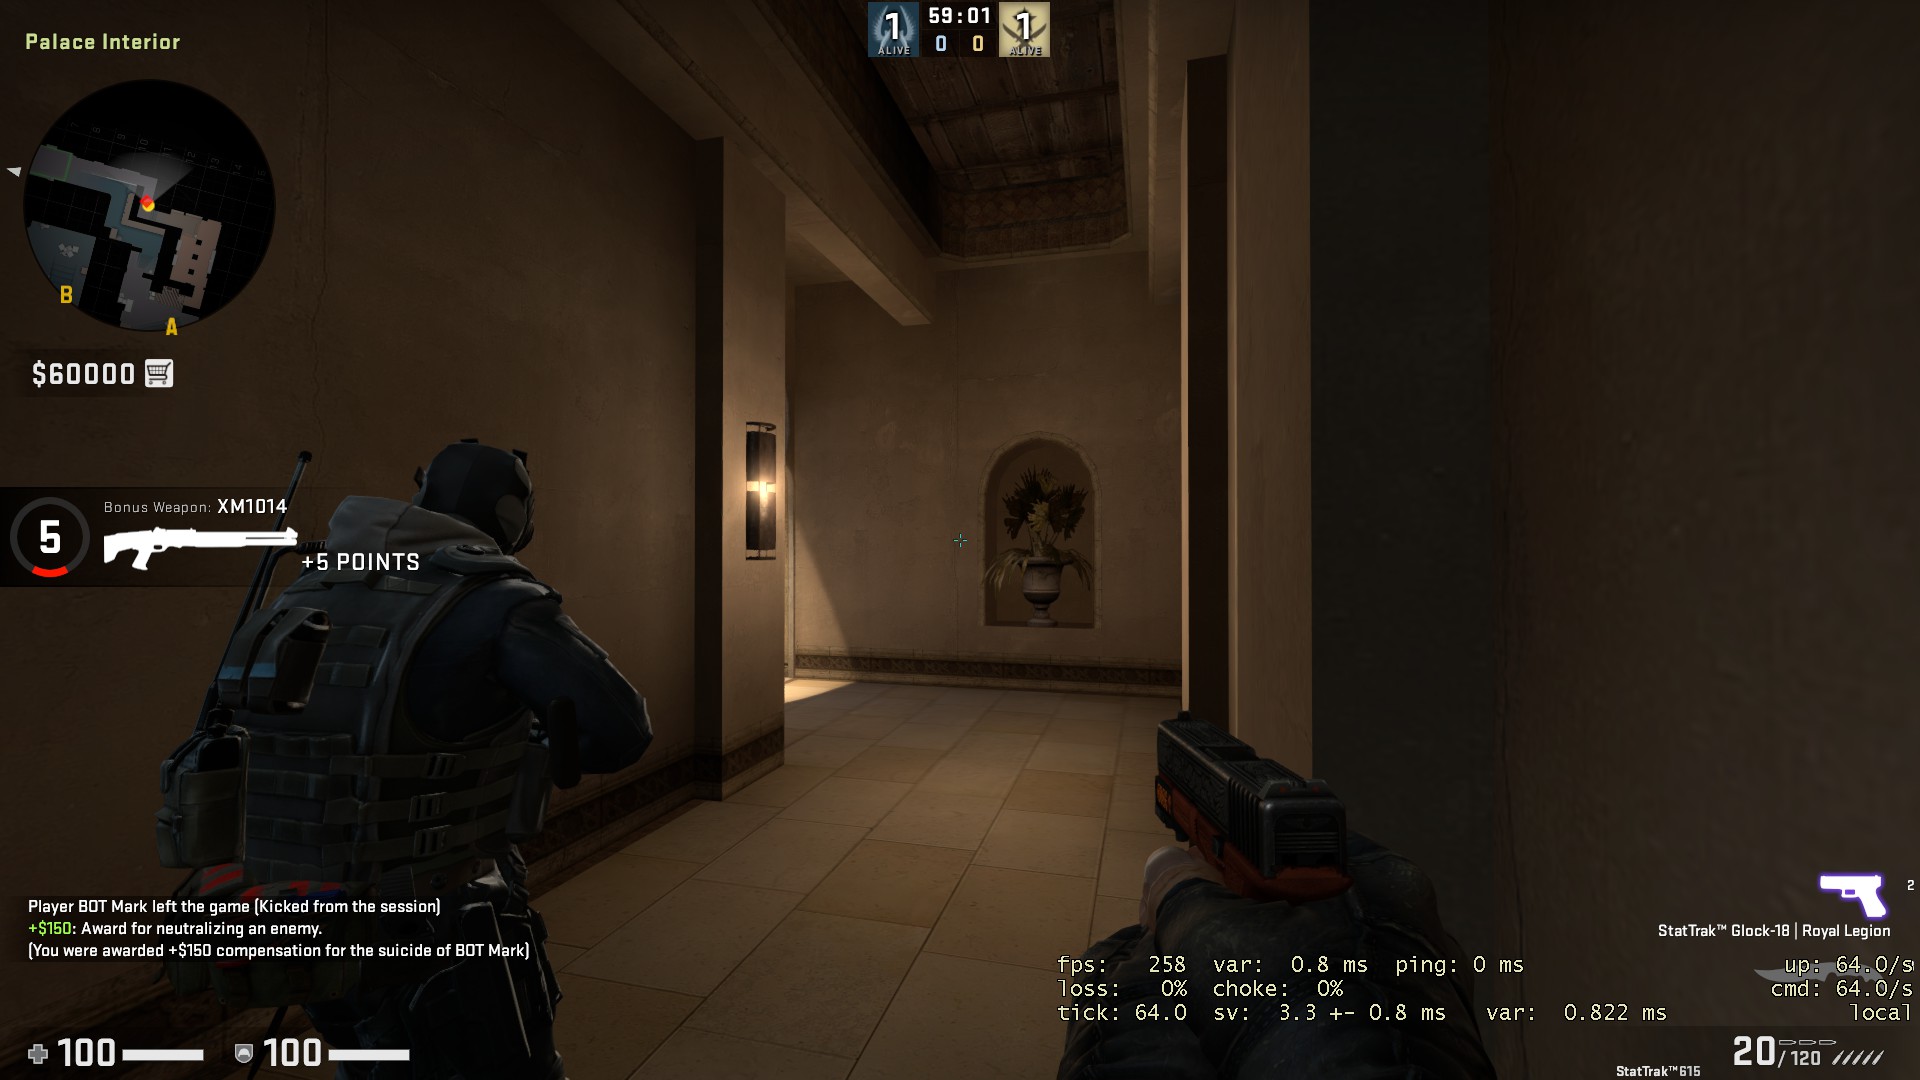 Palace Interior
1 59:01 1
ALIVE 0 0 ALIVE
B
A
$60000
5 Bonus Weapon: XM1014
+5 POINTS
Player BOT Mark left the game (Kicked from the session)
+$150: Award for neutralizing an enemy.
(You were awarded +$150 compensation for the suicide of BOT Mark)
100 100
2
StatTrak™ Glock-18 | Royal Legion
fps: 258 var: 0.8 ms ping: 0 ms up: 64.0/s
loss: 0% choke: 0% cmd: 64.0/s
tick: 64.0 sv: 3.3 +- 0.8 ms var: 0.822 ms local
20/120
StatTrak™615